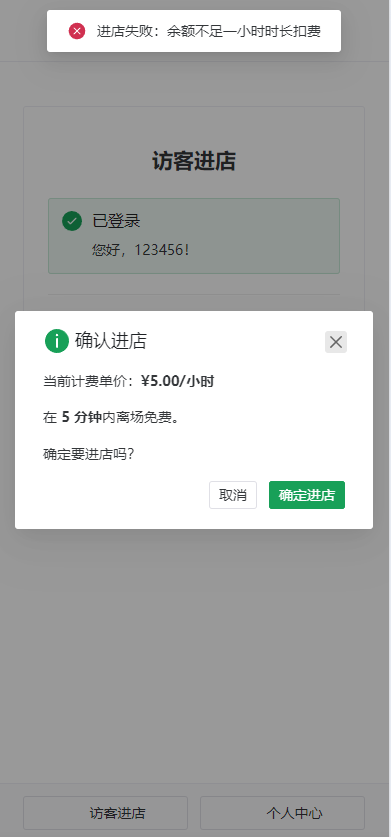 进店失败：余额不足一小时时长扣费
访客进店
已登录
您好，123456！
确认进店
当前计费单价：¥5.00/小时
在 5 分钟内离场免费。
确定要进店吗？
取消 确定进店
访客进店 个人中心